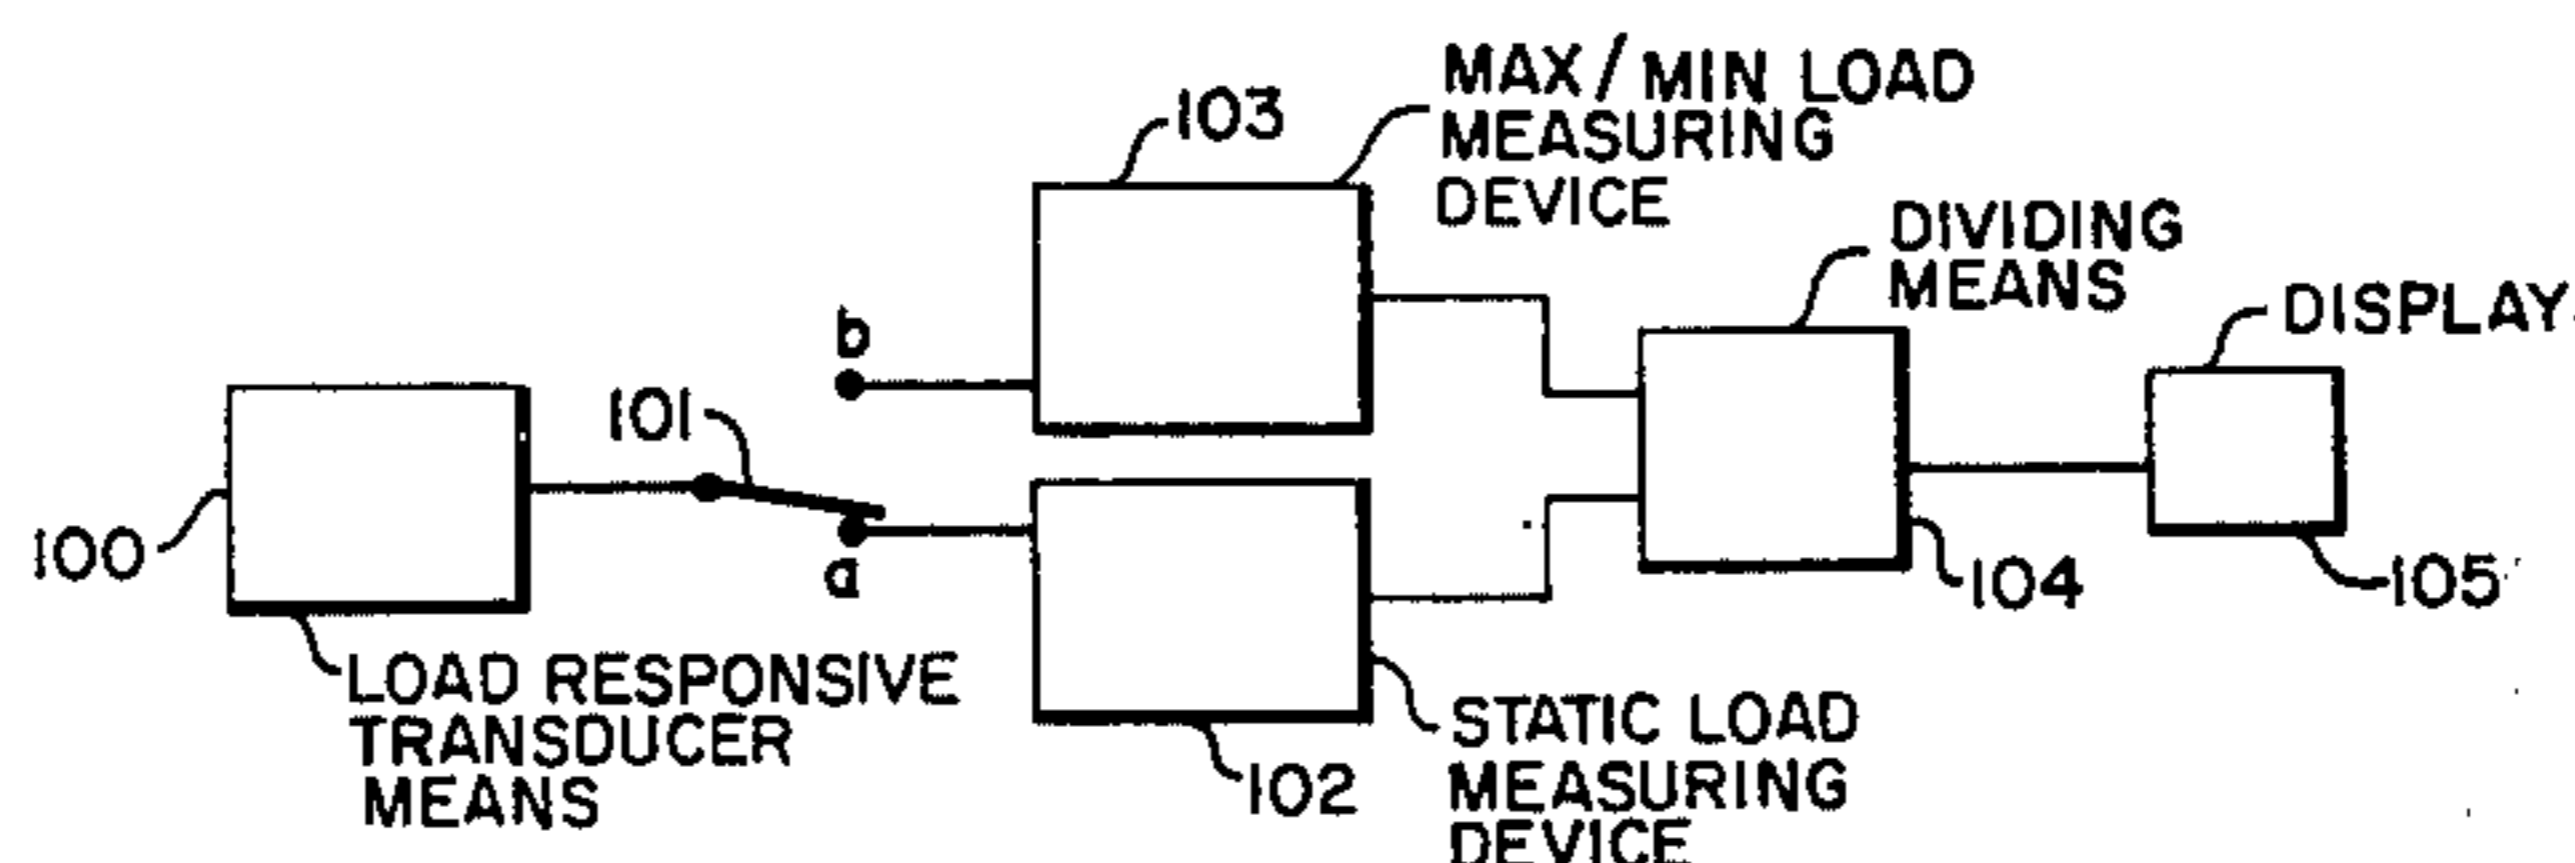 MAX/MIN LOAD
MEASURING
DEVICE
103
DIVIDING
MEANS
DISPLAY
b
101
100
a
104
105
LOAD RESPONSIVE
TRANSDUCER
MEANS
102
STATIC LOAD
MEASURING
DEVICE